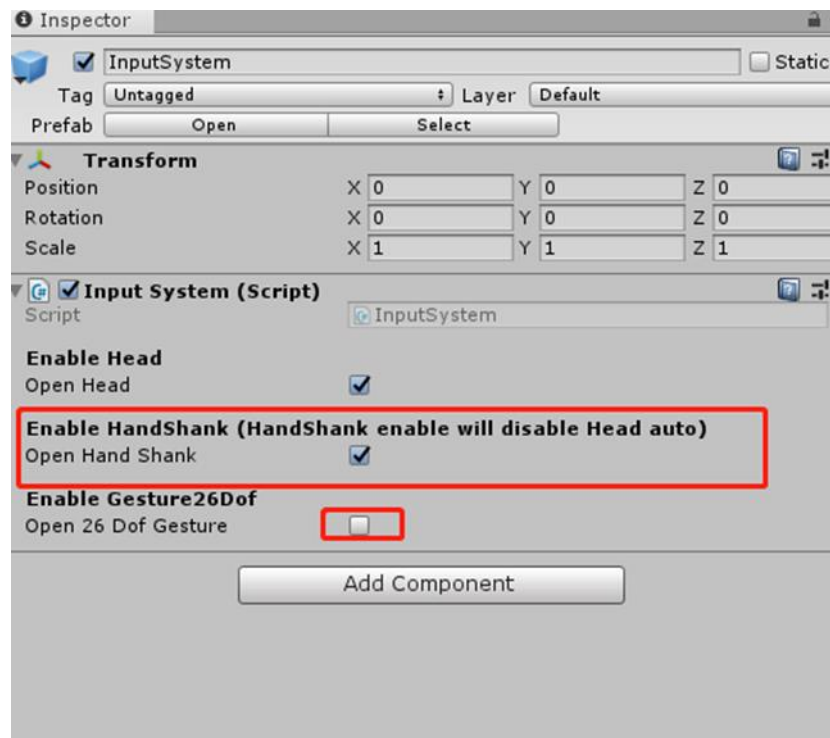 Inspector
InputSystem Static
Tag Untagged Layer Default
Prefab Open Select
Transform
Position X 0 Y 0 Z 0
Rotation X 0 Y 0 Z 0
Scale X 1 Y 1 Z 1
Input System (Script)
Script InputSystem
Enable Head
Open Head
Enable HandShank (HandShank enable will disable Head auto)
Open Hand Shank
Enable Gesture26Dof
Open 26 Dof Gesture
Add Component